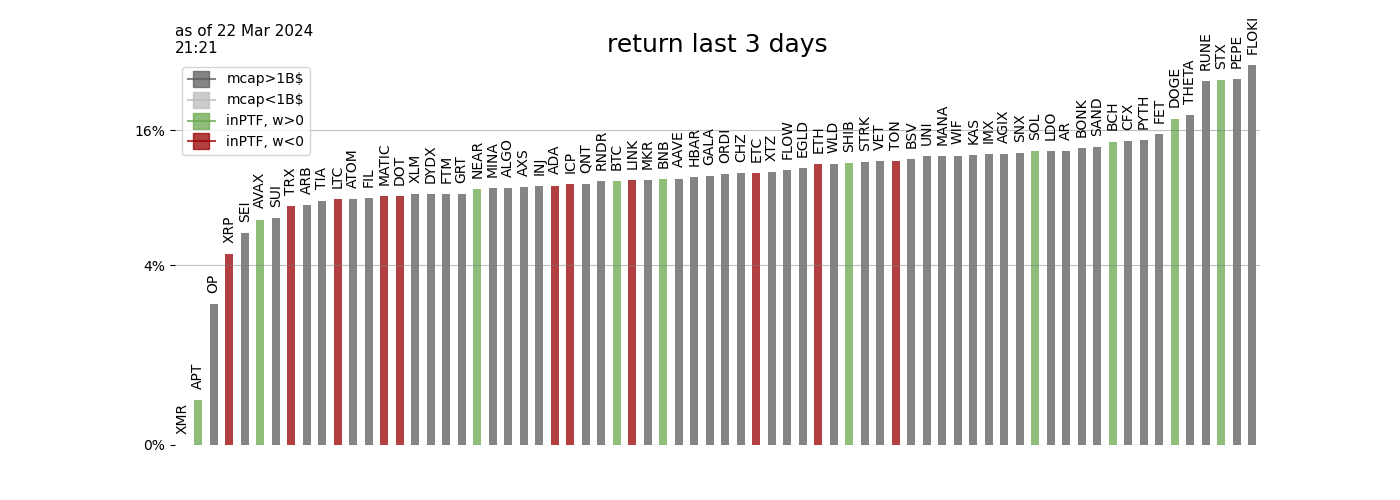 as of 22 Mar 2024
21:21
return last 3 days
mcap>1B$
mcap<1B$
inPTF, w>0
inPTF, w<0
16%
4%
0%
XMR
APT
OP
XRP
SEI
AVAX
SUI
TRX
ARB
TIA
LTC
ATOM
FIL
MATIC
DOT
XLM
DYDX
FTM
GRT
NEAR
MINA
ALGO
AXS
INJ
ADA
ICP
QNT
RNDR
BTC
LINK
MKR
BNB
AAVE
HBAR
GALA
ORDI
CHZ
ETC
XTZ
FLOW
EGLD
ETH
WLD
SHIB
STRK
VET
TON
BSV
UNI
MANA
WIF
KAS
IMX
AGIX
SNX
SOL
LDO
AR
BONK
SAND
BCH
CFX
PYTH
FET
DOGE
THETA
RUNE
STX
PEPE
FLOKI